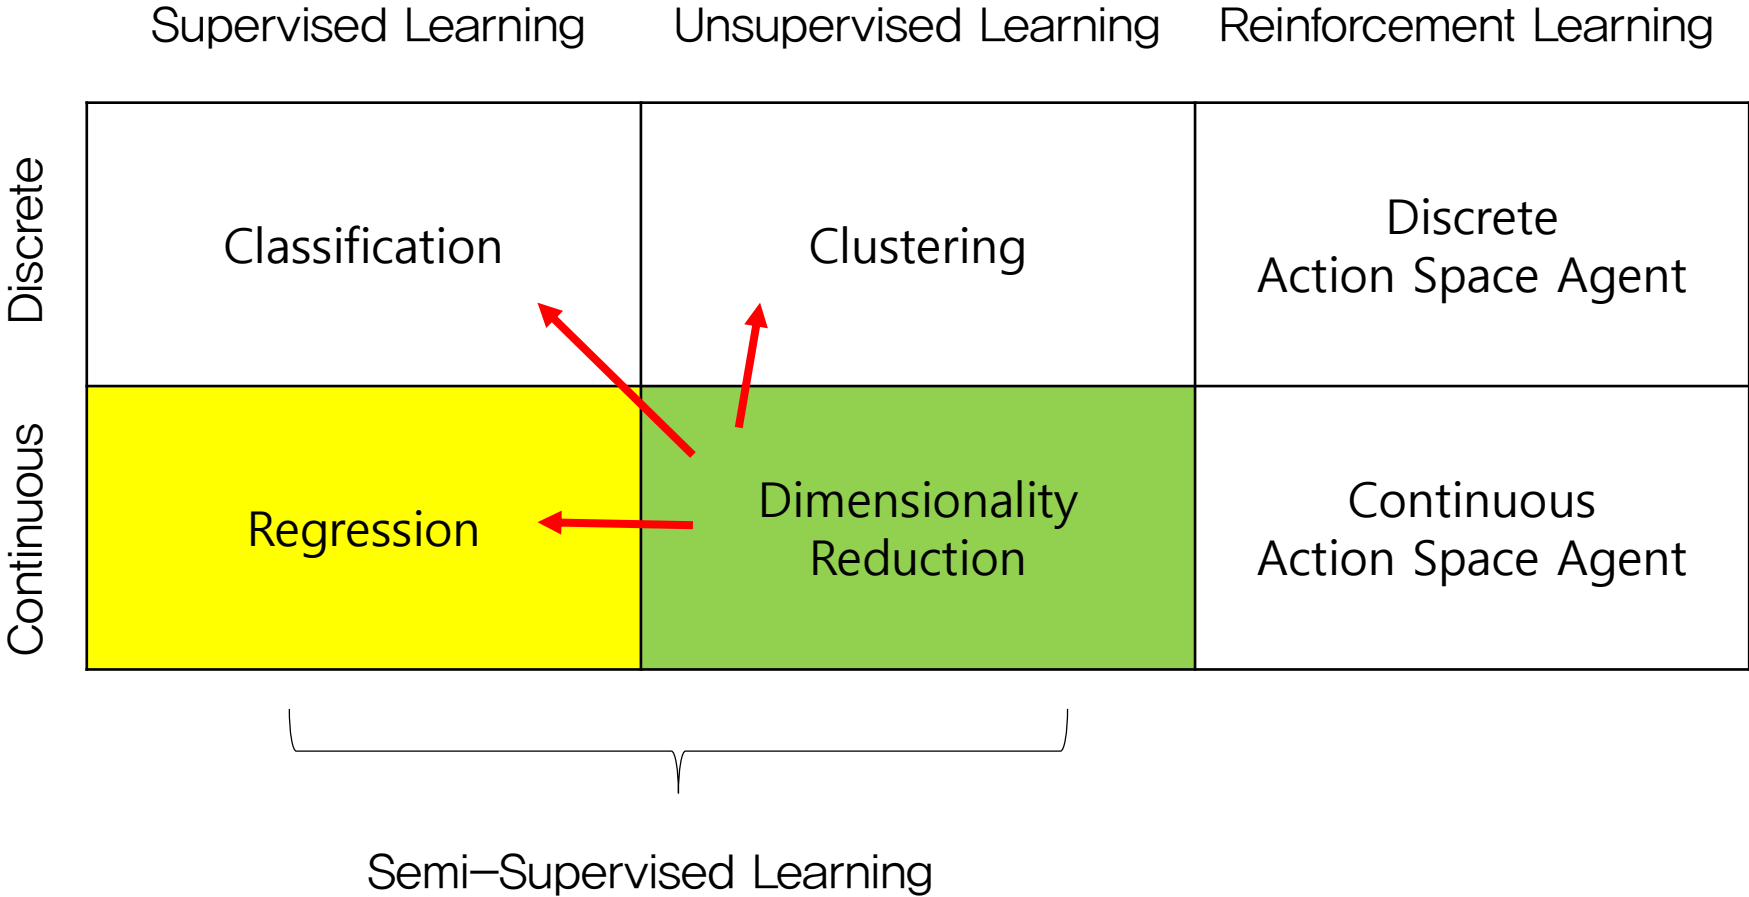 Supervised Learning
Unsupervised Learning
Reinforcement Learning
Discrete
Classification
Clustering
Discrete
Action Space Agent
Continuous
Regression
Dimensionality
Reduction
Continuous
Action Space Agent
Semi-Supervised Learning